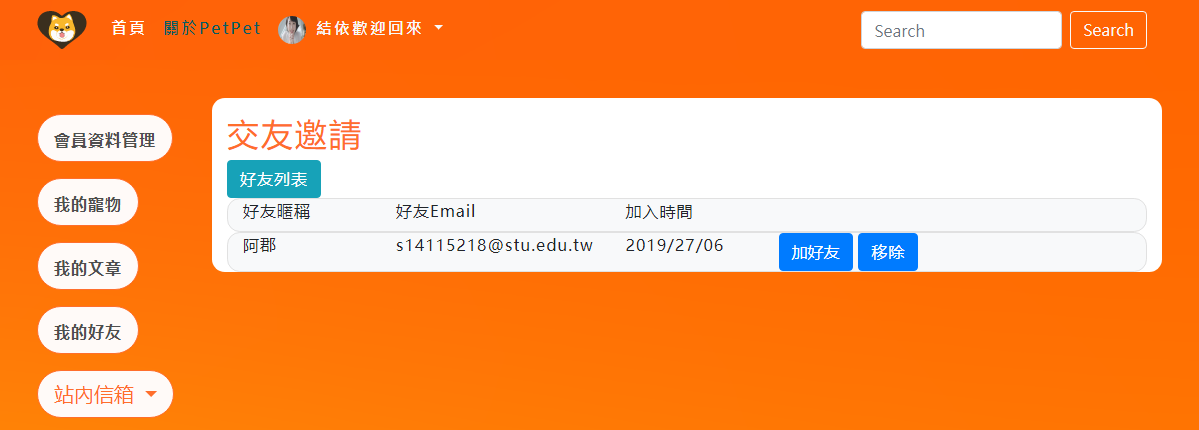 首頁 關於PetPet 結依歡迎回來 Search Search
會員資料管理
我的寵物
我的文章
我的好友
站內信箱
交友邀請
好友列表
好友暱稱 好友Email 加入時間
阿郡 s14115218@stu.edu.tw 2019/27/06 加好友 移除